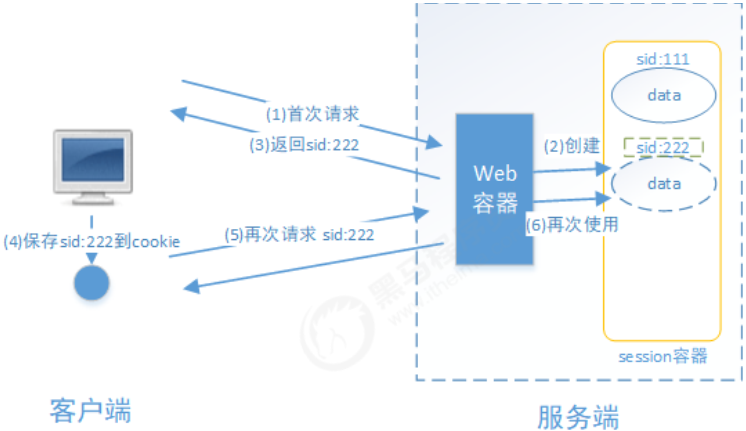 sid:111
data
(1)首次请求
(3)返回sid:222
(2)创建
sid:222
Web
容器
data
(4)保存sid:222到cookie
(5)再次请求 sid:222
(6)再次使用
session容器
客户端
服务端